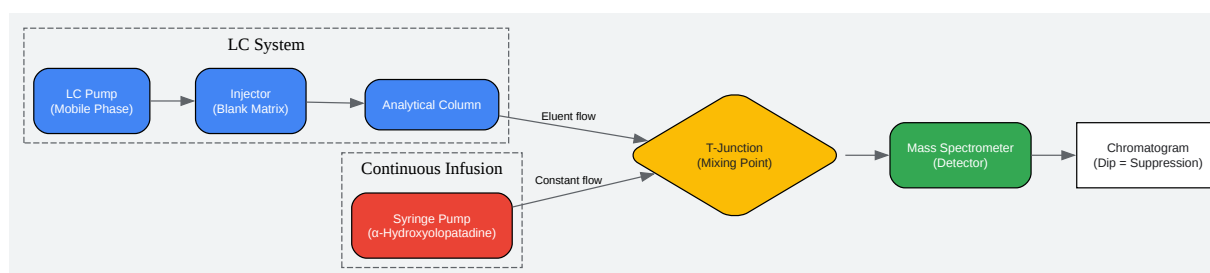 LC System
LC Pump
(Mobile Phase)
Injector
(Blank Matrix)
Analytical Column
Eluent flow
Continuous Infusion
Syringe Pump
(α-Hydroxyolopatadine)
Constant flow
T-Junction
(Mixing Point)
Mass Spectrometer
(Detector)
Chromatogram
(Dip = Suppression)